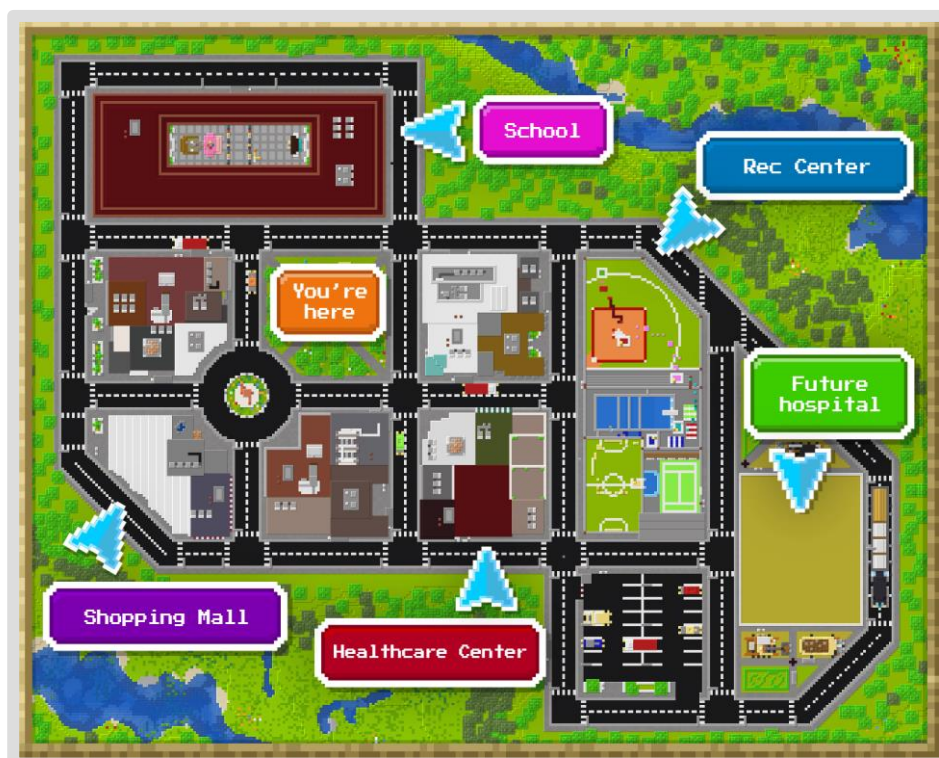 School
Rec Center
You're
here
Future
hospital
Shopping Mall
Healthcare Center